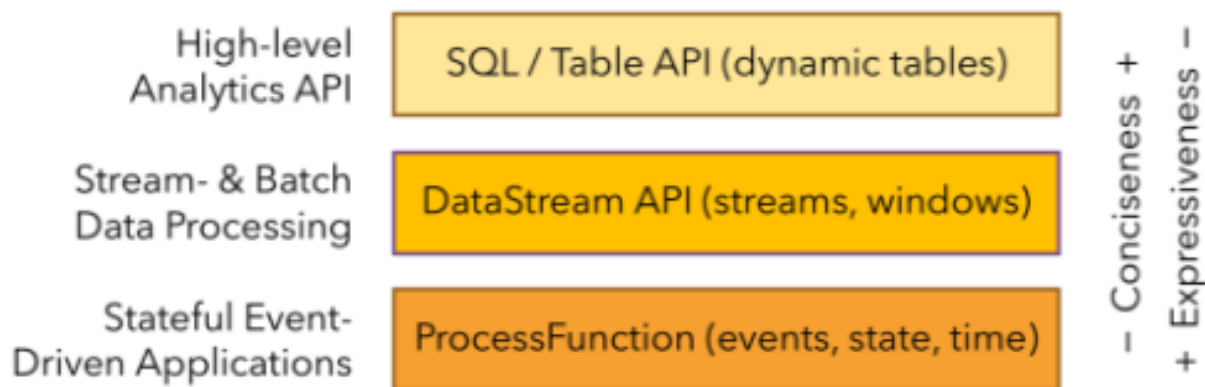 High-level
Analytics API
SQL / Table API (dynamic tables)
Stream- & Batch
Data Processing
DataStream API (streams, windows)
Stateful Event-
Driven Applications
ProcessFunction (events, state, time)
– Conciseness +
+ Expressiveness –